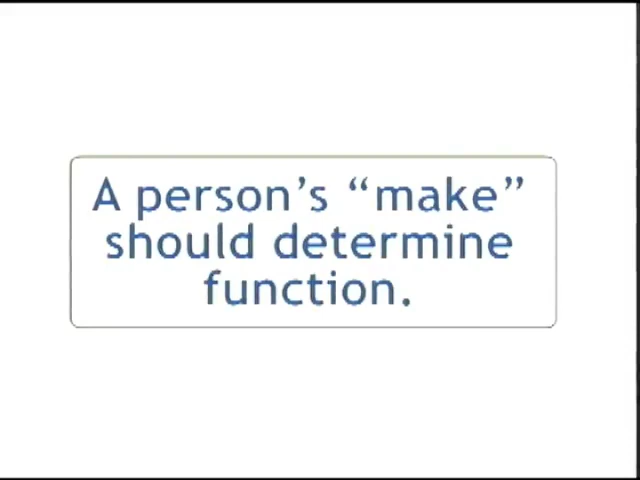 A person’s “make”
should determine
function.